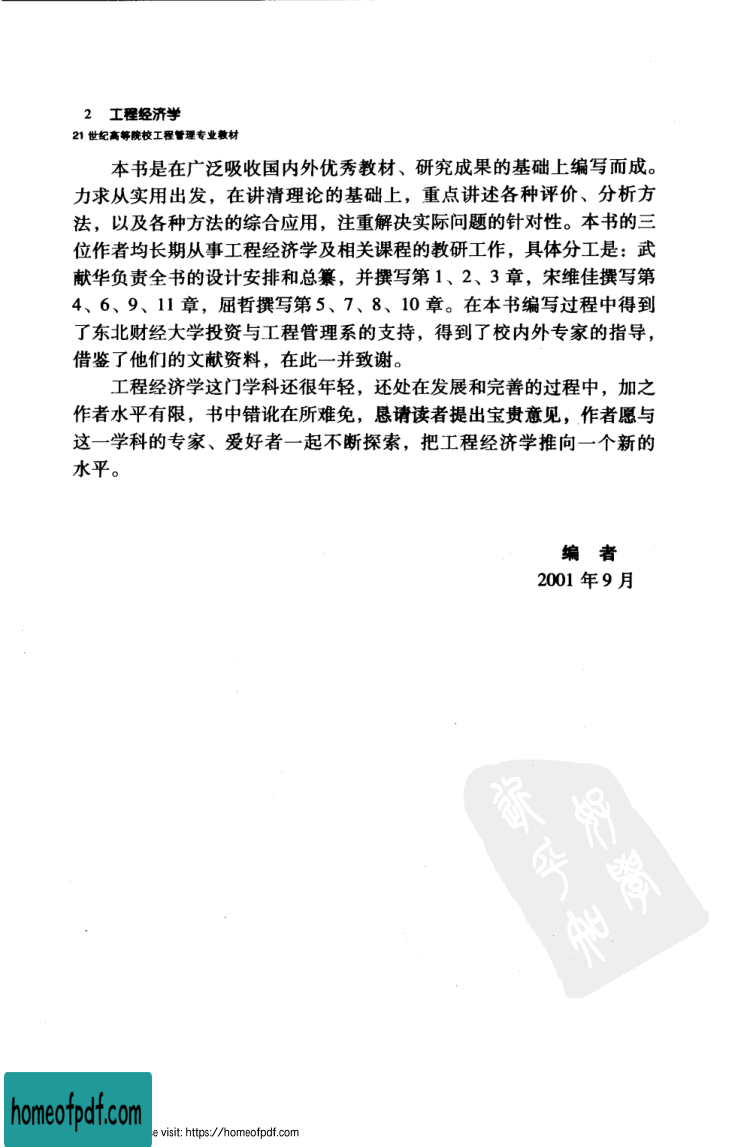 2 工程经济学
21世纪高等院校工程管理专业教材
本书是在广泛吸收国内外优秀教材、研究成果的基础上编写而成。
力求从实用出发，在讲清理论的基础上，重点讲述各种评价、分析方
法，以及各种方法的综合应用，注重解决实际问题的针对性。本书的三
位作者均长期从事工程经济学及相关课程的教研工作，具体分工是：武
献华负责全书的设计安排和总纂，并撰写第1、2、3章，宋维佳撰写第
4、6、9、11章，屈哲撰写第5、7、8、10章。在本书编写过程中得到
了东北财经大学投资与工程管理系的支持，得到了校内外专家的指导，
借鉴了他们的文献资料，在此一并致谢。
工程经济学这门学科还很年轻，还处在发展和完善的过程中，加之
作者水平有限，书中错讹在所难免，恳请读者提出宝贵意见，作者愿与
这一学科的专家、爱好者一起不断探索，把工程经济学推向一个新的
水平。
编 者
2001年9月
homeofpdf.com
e visit: https://homeofpdf.com